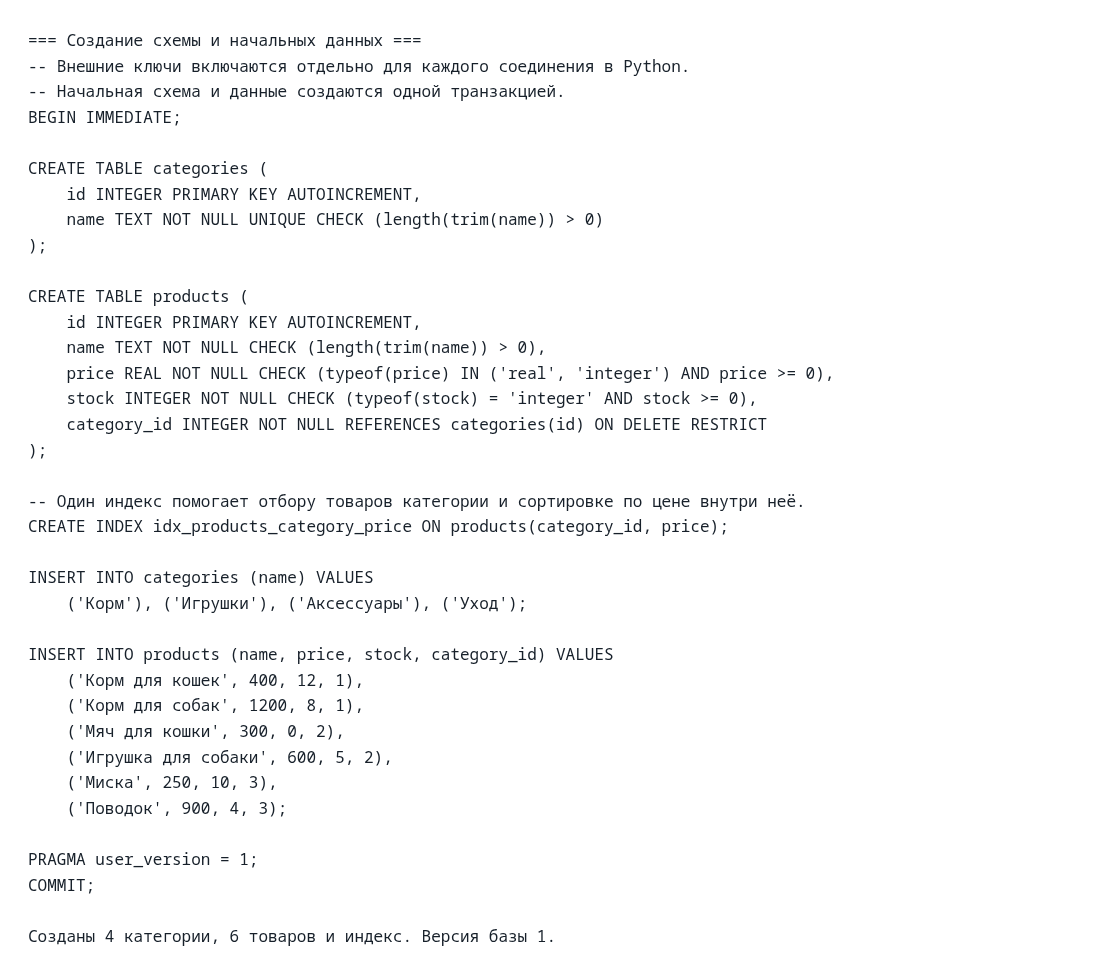 === Создание схемы и начальных данных ===
-- Внешние ключи включаются отдельно для каждого соединения в Python.
-- Начальная схема и данные создаются одной транзакцией.
BEGIN IMMEDIATE;
CREATE TABLE categories (
    id INTEGER PRIMARY KEY AUTOINCREMENT,
    name TEXT NOT NULL UNIQUE CHECK (length(trim(name)) > 0)
);
CREATE TABLE products (
    id INTEGER PRIMARY KEY AUTOINCREMENT,
    name TEXT NOT NULL CHECK (length(trim(name)) > 0),
    price REAL NOT NULL CHECK (typeof(price) IN ('real', 'integer') AND price >= 0),
    stock INTEGER NOT NULL CHECK (typeof(stock) = 'integer' AND stock >= 0),
    category_id INTEGER NOT NULL REFERENCES categories(id) ON DELETE RESTRICT
);
-- Один индекс помогает отбору товаров категории и сортировке по цене внутри неё.
CREATE INDEX idx_products_category_price ON products(category_id, price);
INSERT INTO categories (name) VALUES
    ('Корм'), ('Игрушки'), ('Аксессуары'), ('Уход');
INSERT INTO products (name, price, stock, category_id) VALUES
    ('Корм для кошек', 400, 12, 1),
    ('Корм для собак', 1200, 8, 1),
    ('Мяч для кошки', 300, 0, 2),
    ('Игрушка для собаки', 600, 5, 2),
    ('Миска', 250, 10, 3),
    ('Поводок', 900, 4, 3);
PRAGMA user_version = 1;
COMMIT;
Созданы 4 категории, 6 товаров и индекс. Версия базы 1.